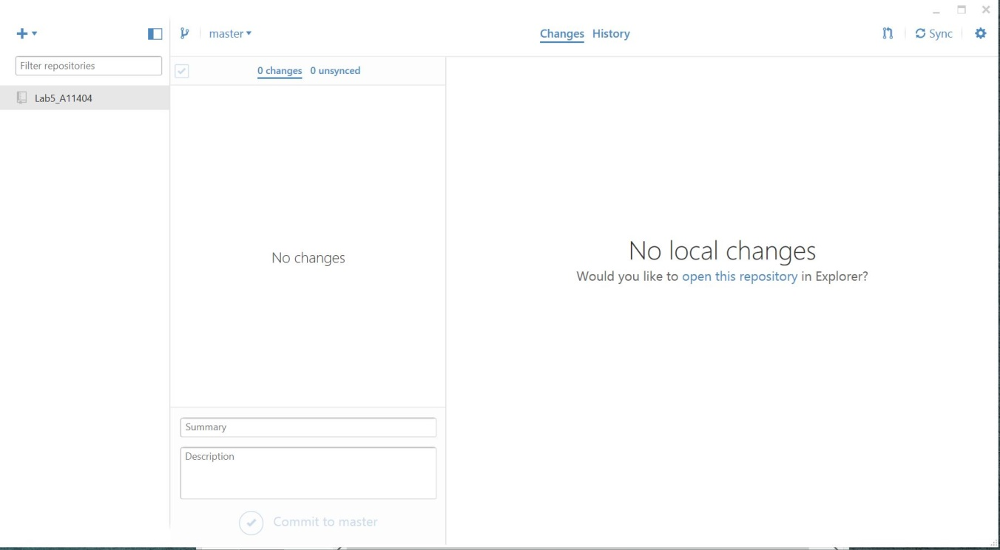 master
Changes History
Sync
Filter repositories
0 changes 0 unsynced
Lab5_A11404
No changes
No local changes
Would you like to open this repository in Explorer?
Summary
Description
Commit to master